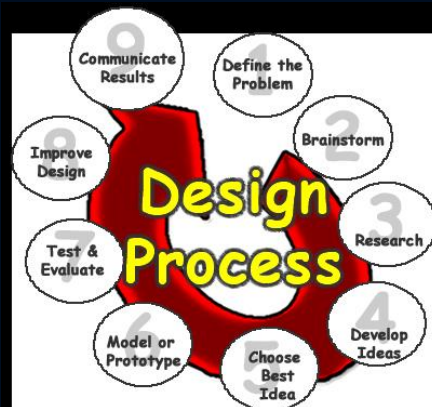 Design
Process
1
Define the
Problem
2
Brainstorm
3
Research
4
Develop
Ideas
5
Choose
Best
Idea
6
Model or
Prototype
7
Test &
Evaluate
8
Improve
Design
9
Communicate
Results